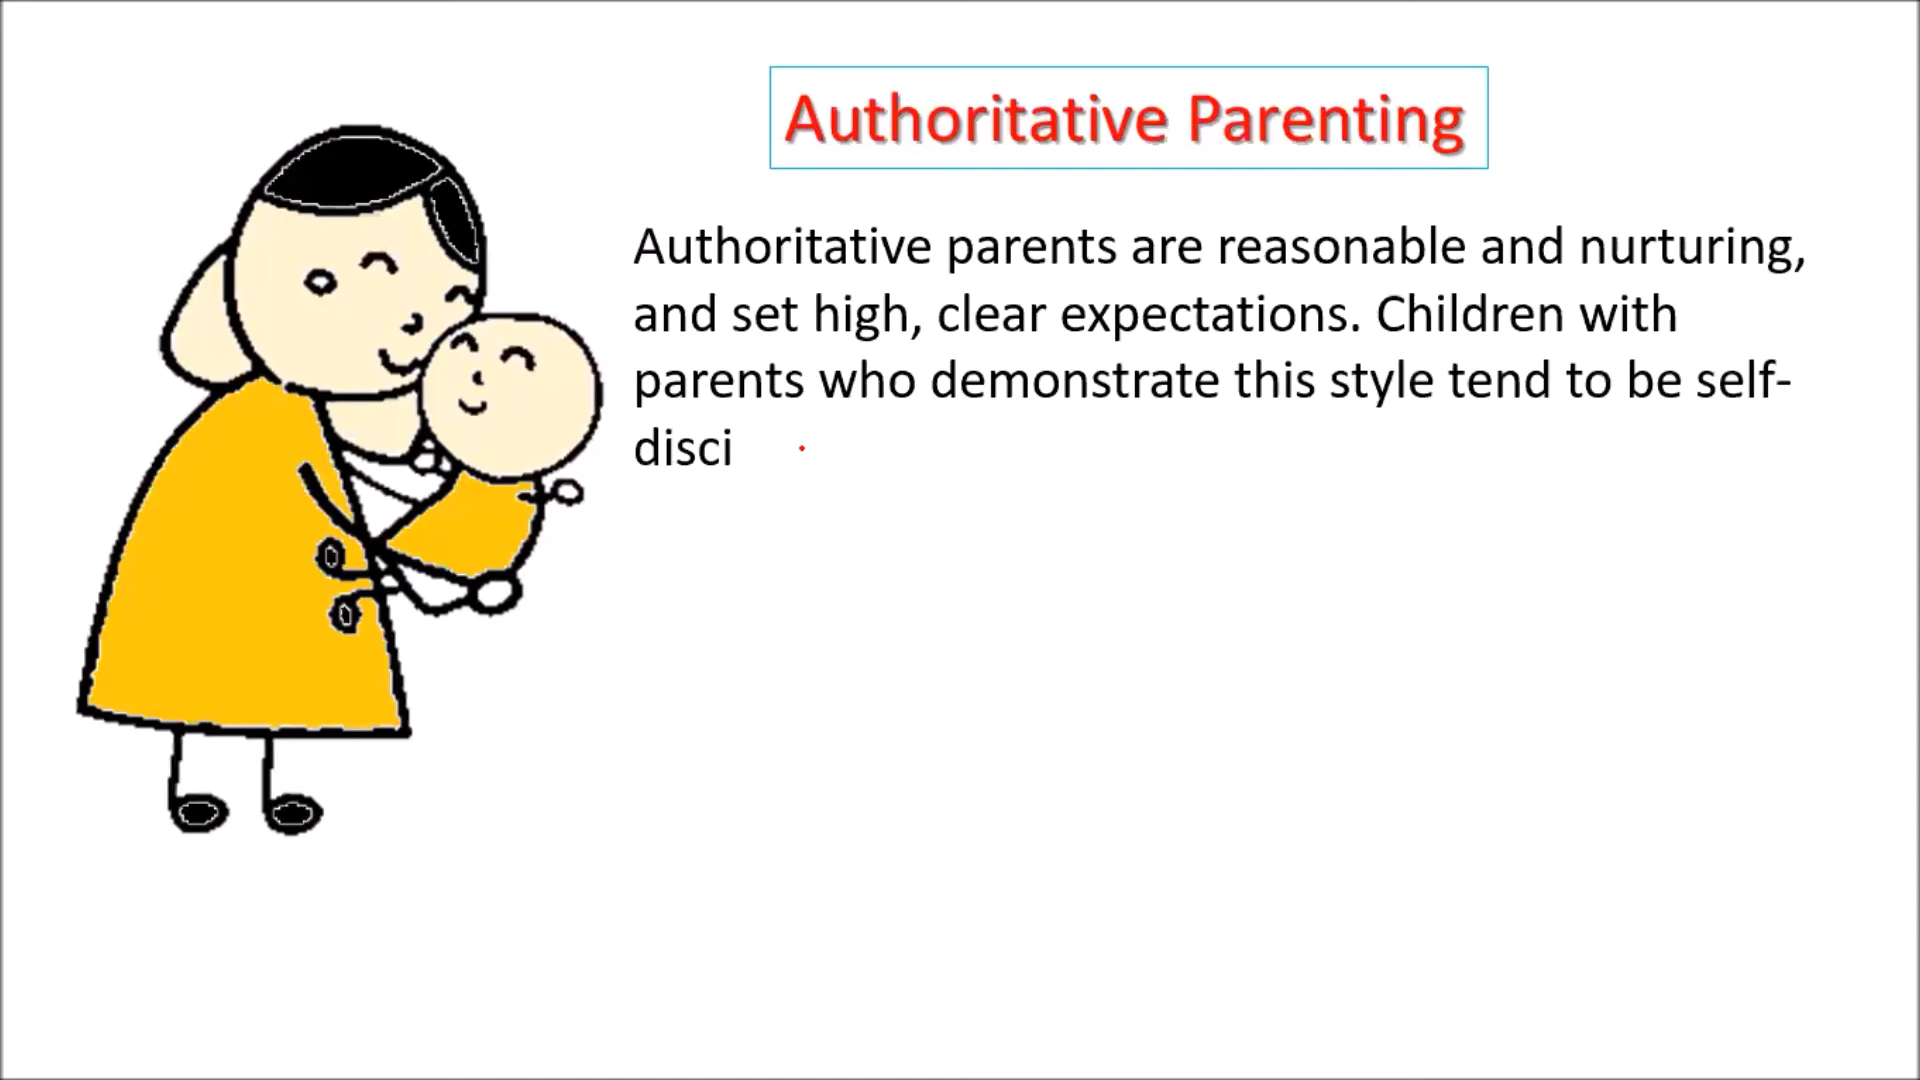 Authoritative Parenting
Authoritative parents are reasonable and nurturing,
and set high, clear expectations. Children with
parents who demonstrate this style tend to be self-
disci